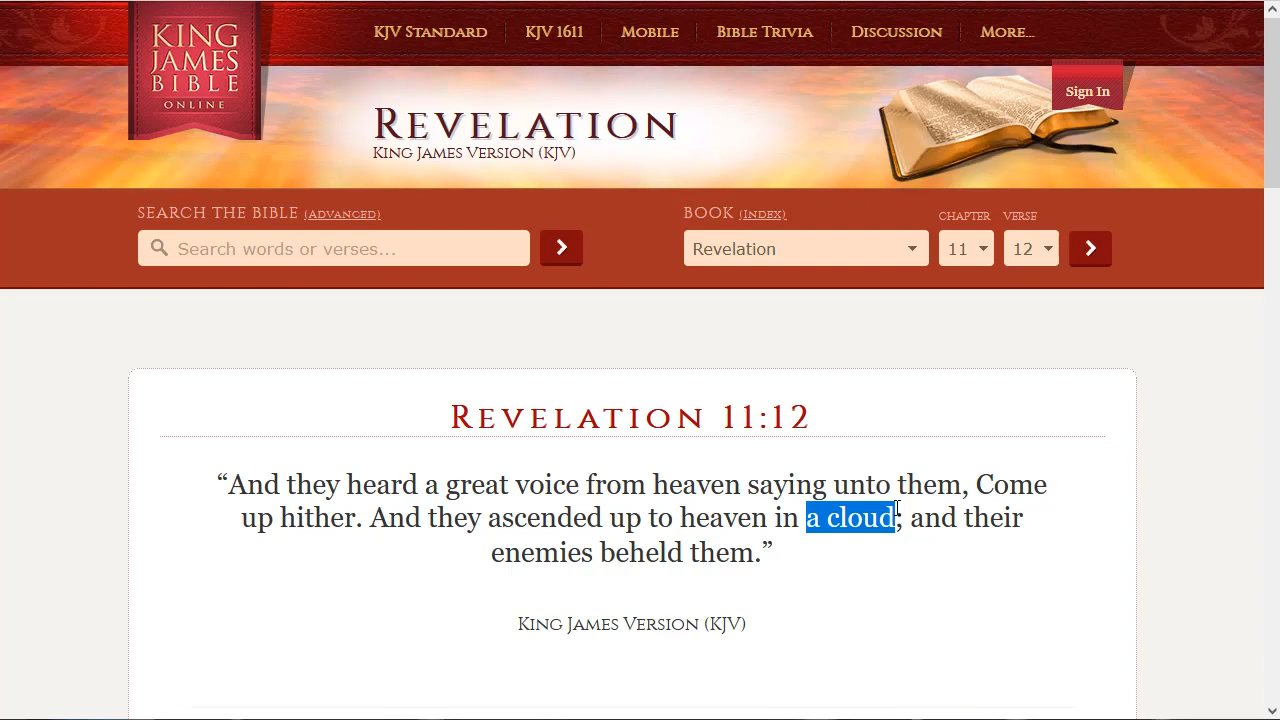 KING
JAMES
BIBLE
ONLINE
KJV STANDARD KJV 1611 MOBILE BIBLE TRIVIA DISCUSSION MORE...
Sign In
REVELATION
KING JAMES VERSION (KJV)
SEARCH THE BIBLE (ADVANCED) BOOK (INDEX) CHAPTER VERSE
Search words or verses... Revelation 11 12
REVELATION 11:12
“And they heard a great voice from heaven saying unto them, Come
up hither. And they ascended up to heaven in a cloud; and their
enemies beheld them.”
KING JAMES VERSION (KJV)